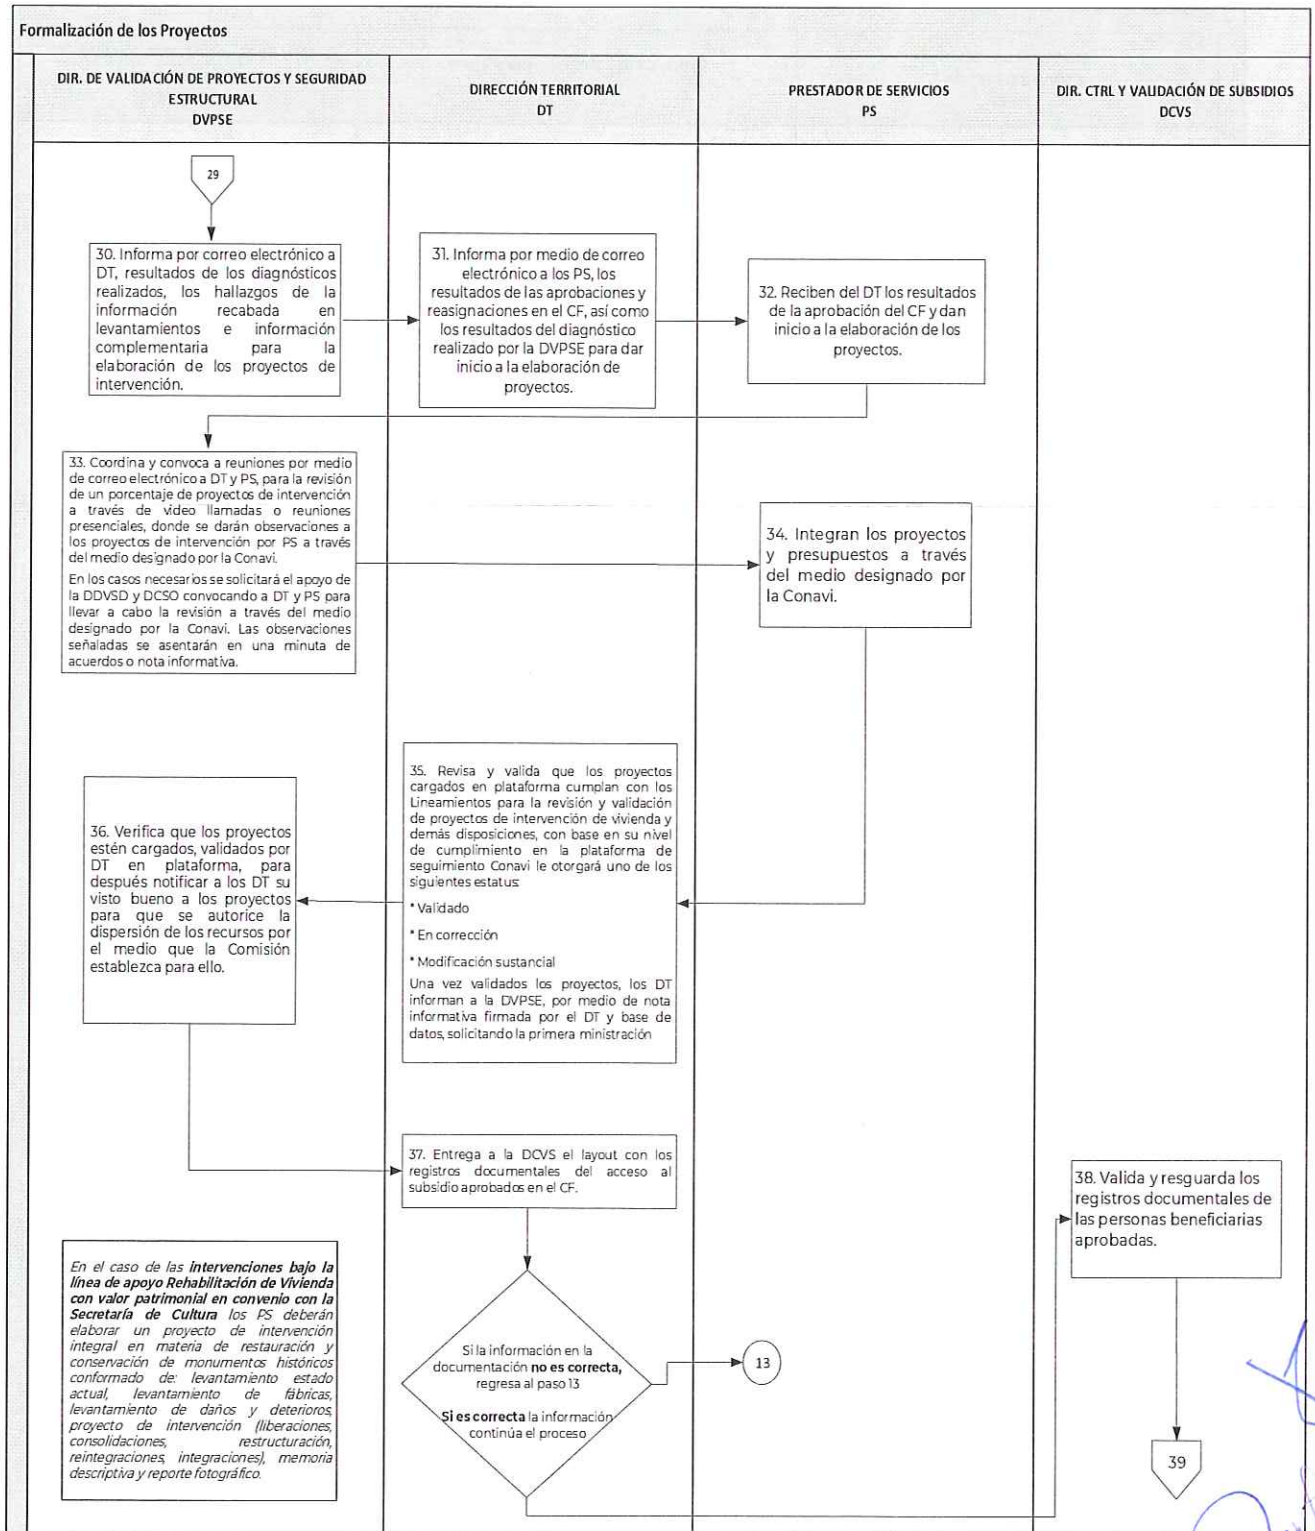 Formalización de los Proyectos
DIR. DE VALIDACIÓN DE PROYECTOS Y SEGURIDAD
ESTRUCTURAL
DVPSE
DIRECCIÓN TERRITORIAL
DT
PRESTADOR DE SERVICIOS
PS
DIR. CTRL Y VALIDACIÓN DE SUBSIDIOS
DCVS
29
30. Informa por correo electrónico a
DT, resultados de los diagnósticos
realizados, los hallazgos de la
información recabada en
levantamientos e información
complementaria para la
elaboración de los proyectos de
intervención.
31. Informa por medio de correo
electrónico a los PS, los
resultados de las aprobaciones y
reasignaciones en el CF, así como
los resultados del diagnóstico
realizado por la DVPSE para dar
inicio a la elaboración de
proyectos.
32. Reciben del DT los resultados
de la aprobación del CF y dan
inicio a la elaboración de los
proyectos.
33. Coordina y convoca a reuniones por medio
de correo electrónico a DT y PS, para la revisión
de un porcentaje de proyectos de intervención
a través de video llamadas o reuniones
presenciales, donde se darán observaciones a
los proyectos de intervención por PS a través
del medio designado por la Conavi.
En los casos necesarios se solicitará el apoyo de
la DDVSD y DCSO convocando a DT y PS para
llevar a cabo la revisión a través del medio
designado por la Conavi. Las observaciones
señaladas se asentarán en una minuta de
acuerdos o nota informativa.
34. Integran los proyectos
y presupuestos a través
del medio designado por
la Conavi.
35. Revisa y valida que los proyectos
cargados en plataforma cumplan con los
Lineamientos para la revisión y validación
de proyectos de intervención de vivienda y
demás disposiciones, con base en su nivel
de cumplimiento en la plataforma de
seguimiento Conavi le otorgará uno de los
siguientes estatus:
* Validado
* En corrección
* Modificación sustancial
Una vez validados los proyectos, los DT
informan a la DVPSE, por medio de nota
informativa firmada por el DT y base de
datos, solicitando la primera ministración
36. Verifica que los proyectos
estén cargados, validados por
DT en plataforma, para
después notificar a los DT su
visto bueno a los proyectos
para que se autorice la
dispersión de los recursos por
el medio que la Comisión
establezca para ello.
37. Entrega a la DCVS el layout con los
registros documentales del acceso al
subsidio aprobados en el CF.
38. Valida y resguarda los
registros documentales de
las personas beneficiarias
aprobadas.
En el caso de las intervenciones bajo la
línea de apoyo Rehabilitación de Vivienda
con valor patrimonial en convenio con la
Secretaría de Cultura los PS deberán
elaborar un proyecto de intervención
integral en materia de restauración y
conservación de monumentos históricos
conformado de: levantamiento estado
actual, levantamiento de fábricas,
levantamiento de daños y deterioros,
proyecto de intervención (liberaciones,
consolidaciones, restructuración,
reintegraciones, integraciones), memoria
descriptiva y reporte fotográfico.
Si la información en la
documentación no es correcta,
regresa al paso 13
Si es correcta la información
continúa el proceso
13
39